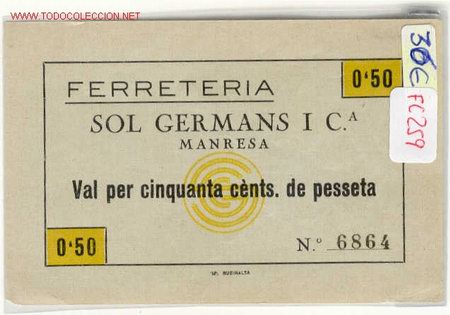 WWW.TODOCOLECCION.NET
FERRETERIA
0'50
36€
FC259
SOL GERMANS I C.A
MANRESA
Val per cinquanta cènts. de pesseta
0'50
N.º 6864